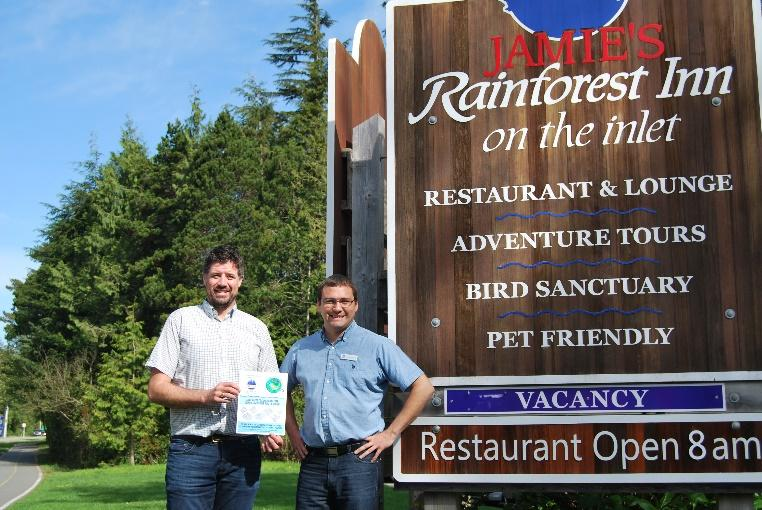 JAMIE'S
Rainforest Inn
on the inlet
RESTAURANT & LOUNGE
ADVENTURE TOURS
BIRD SANCTUARY
PET FRIENDLY
VACANCY
Restaurant Open 8 am